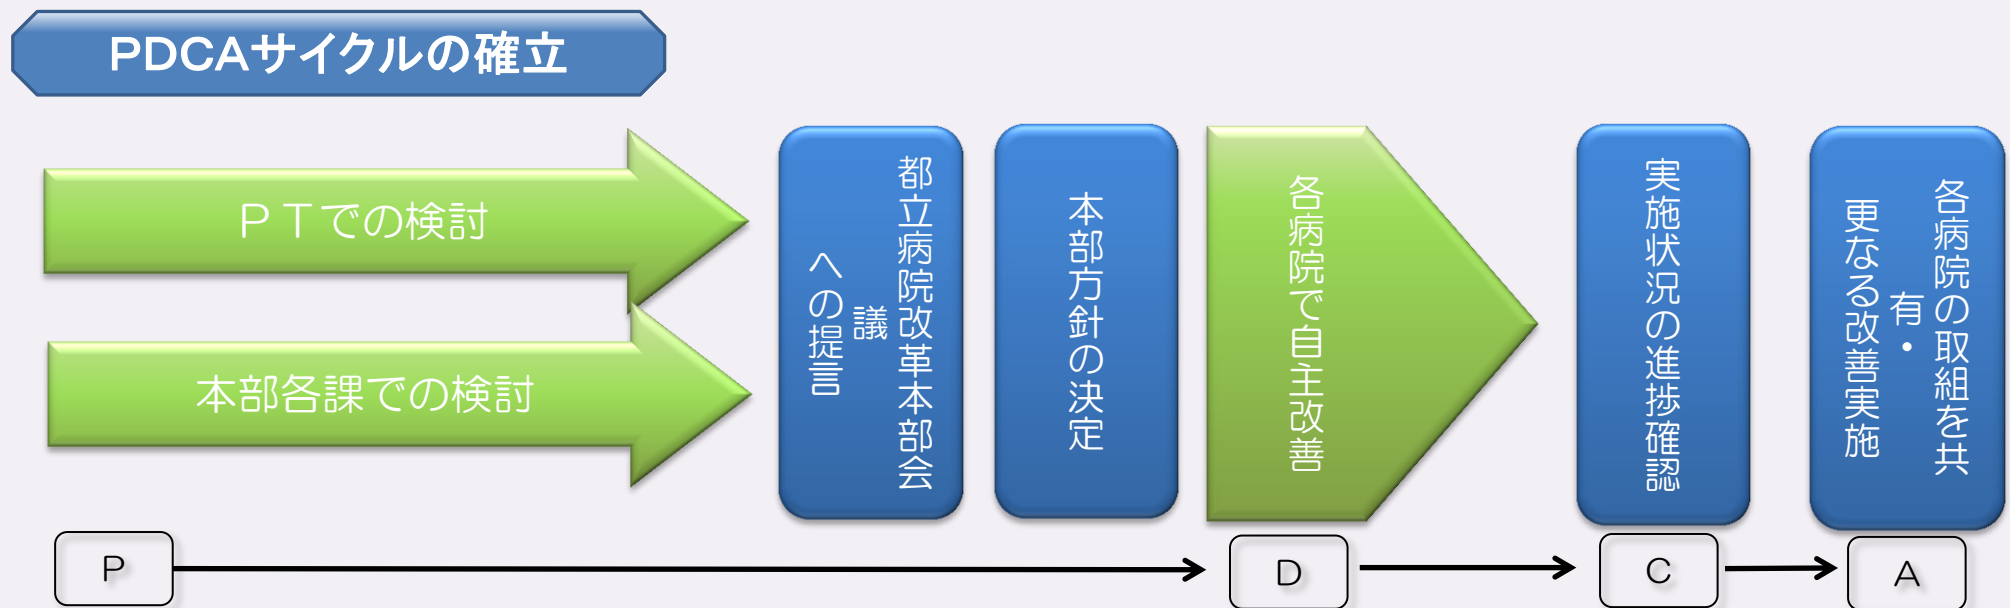 PDCAサイクルの確立
PTでの検討
本部各課での検討
都立病院改革本部会
議
への提言
本部方針の決定
各病院で自主改善
実施状況の進捗確認
各病院の取組を共
有・
更なる改善実施
P
D
C
A